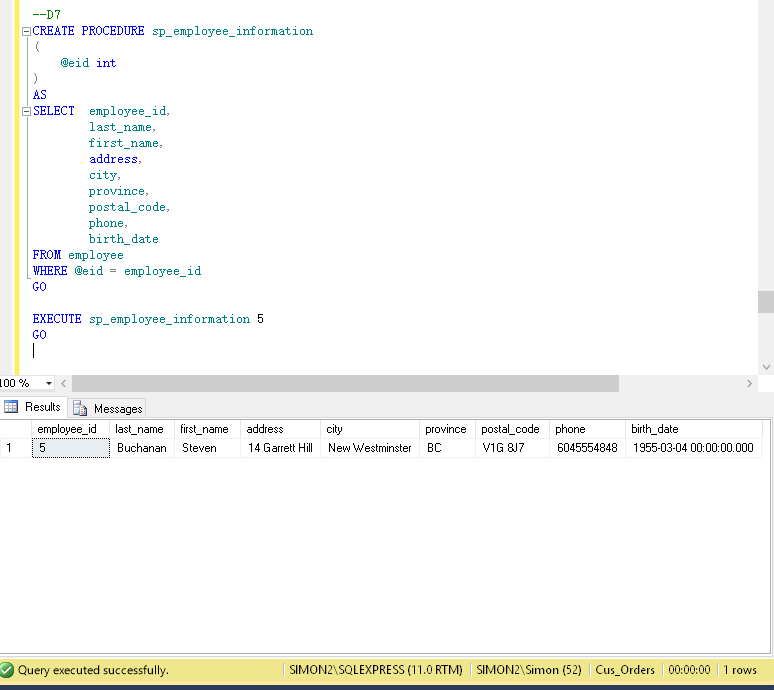 --D7
CREATE PROCEDURE sp_employee_information
(
@eid int
)
AS
SELECT employee_id,
last_name,
first_name,
address,
city,
province,
postal_code,
phone,
birth_date
FROM employee
WHERE @eid = employee_id
GO
EXECUTE sp_employee_information 5
GO
100 %
Results Messages
employee_id last_name first_name address city province postal_code phone birth_date
1 5 Buchanan Steven 14 Garrett Hill New Westminster BC V1G &J7 6045554848 1955-03-04 00:00:00.000
Query executed successfully. SIMON2\SQLEXPRESS (11.0 RTM) SIMON2\Simon (52) Cus_Orders 00:00:00 1 rows